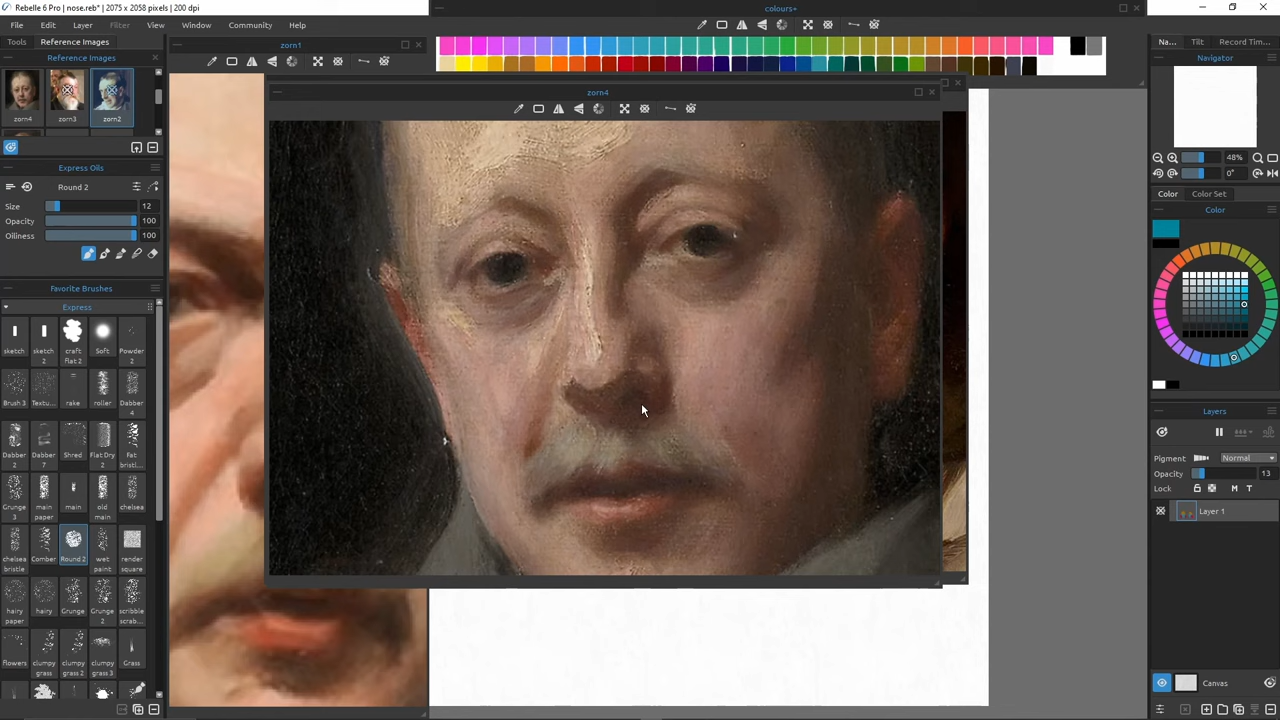 Rebelle 6 Pro | nose.reb* | 2075 x 2058 pixels | 200 dpi
colours+
File Edit Layer Filter View Window Community Help
Tools Reference Images
Reference Images
zorn4 zorn3 zorn2
Express Oils
Round 2
Size 12
Opacity 100
Oiliness 100
Favorite Brushes
Express
sketch sketch 2 craft Flat 2 Soft Powder 2
Brush 3 Textu... rake roller Dabber 4
Dabber 2 Dabber 7 Shred Flat Dry 2 Fat bristl...
Grunge 3 main paper main old main chelsea
chelsea bristle Comber Round 2 wet paint render square
hairy paper hairy Grunge Grunge 2 scribble scrab...
Flowers clumpy grass clumpy grass 2 clumpy grass 3 Grass
zorn1
zorn4
Na... Tilt Record Tim...
Navigator
48%
0°
Color Color Set
Color
Layers
Pigment: Normal
Opacity 13
Lock M T
Layer 1
Canvas